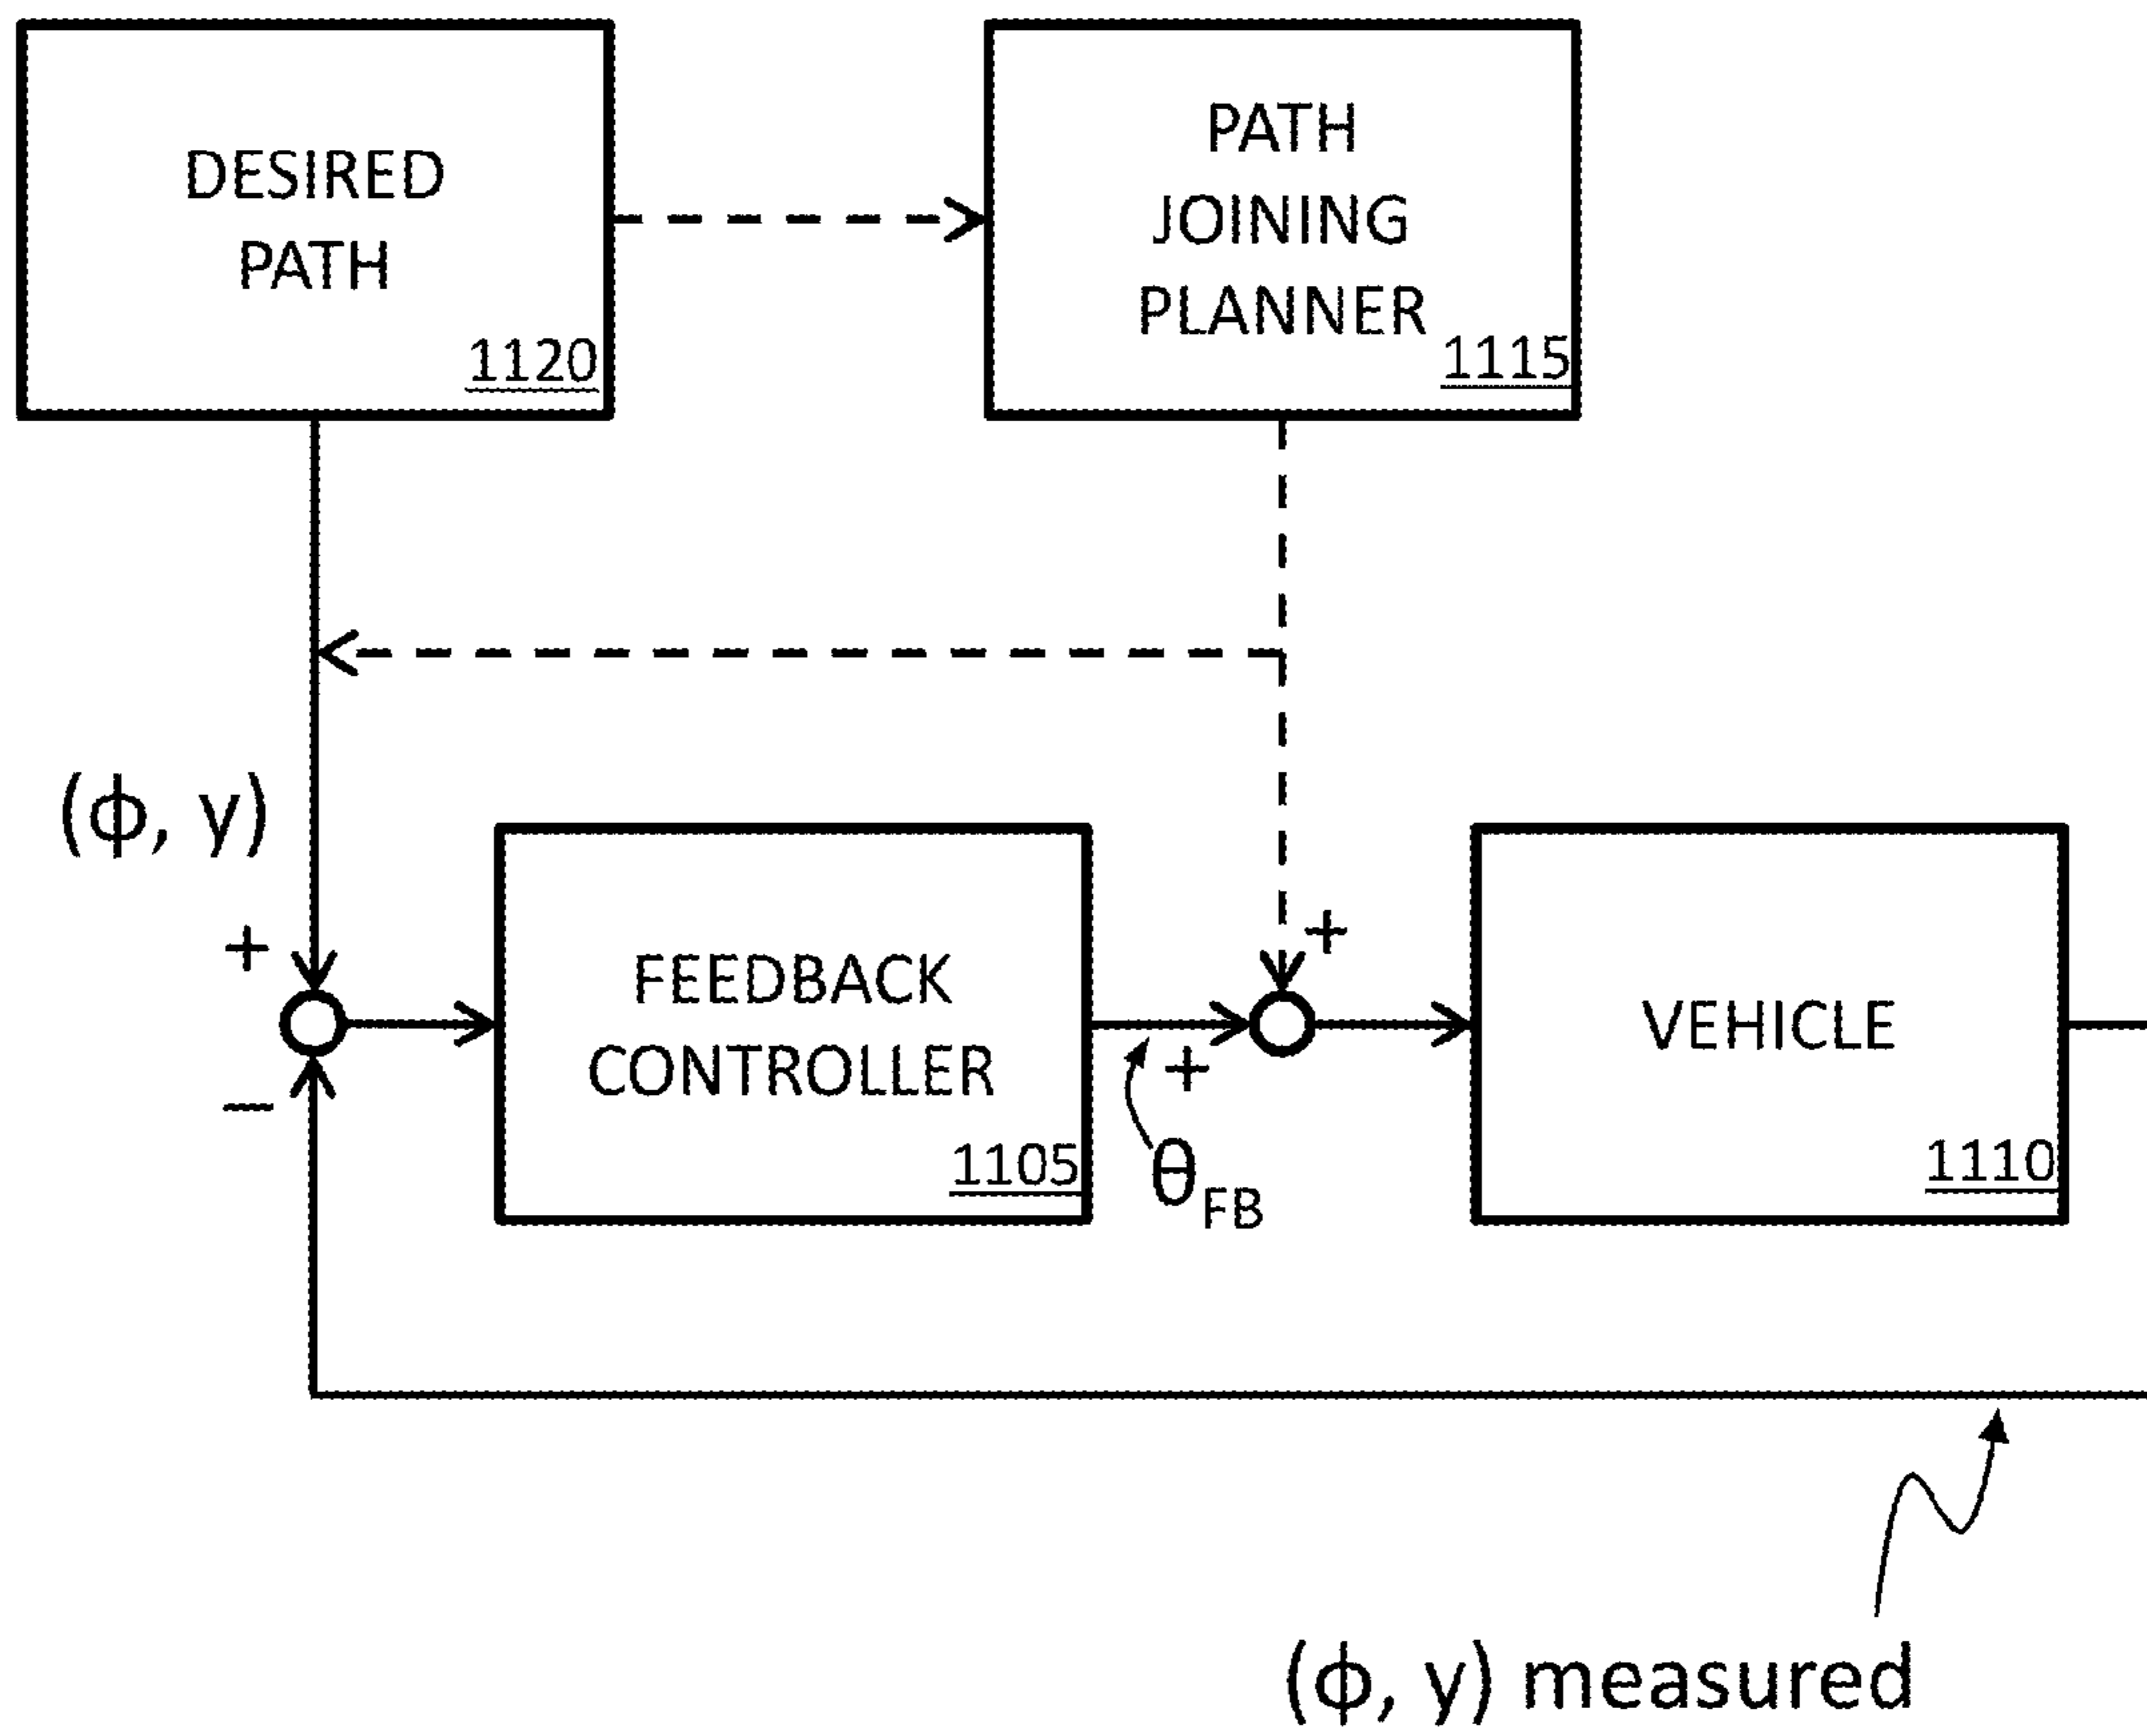 DESIRED
PATH
1120
PATH
JOINING
PLANNER
1115
(ϕ, y)
+
−
FEEDBACK
CONTROLLER
1105
+
+
θFB
VEHICLE
1110
(ϕ, y) measured